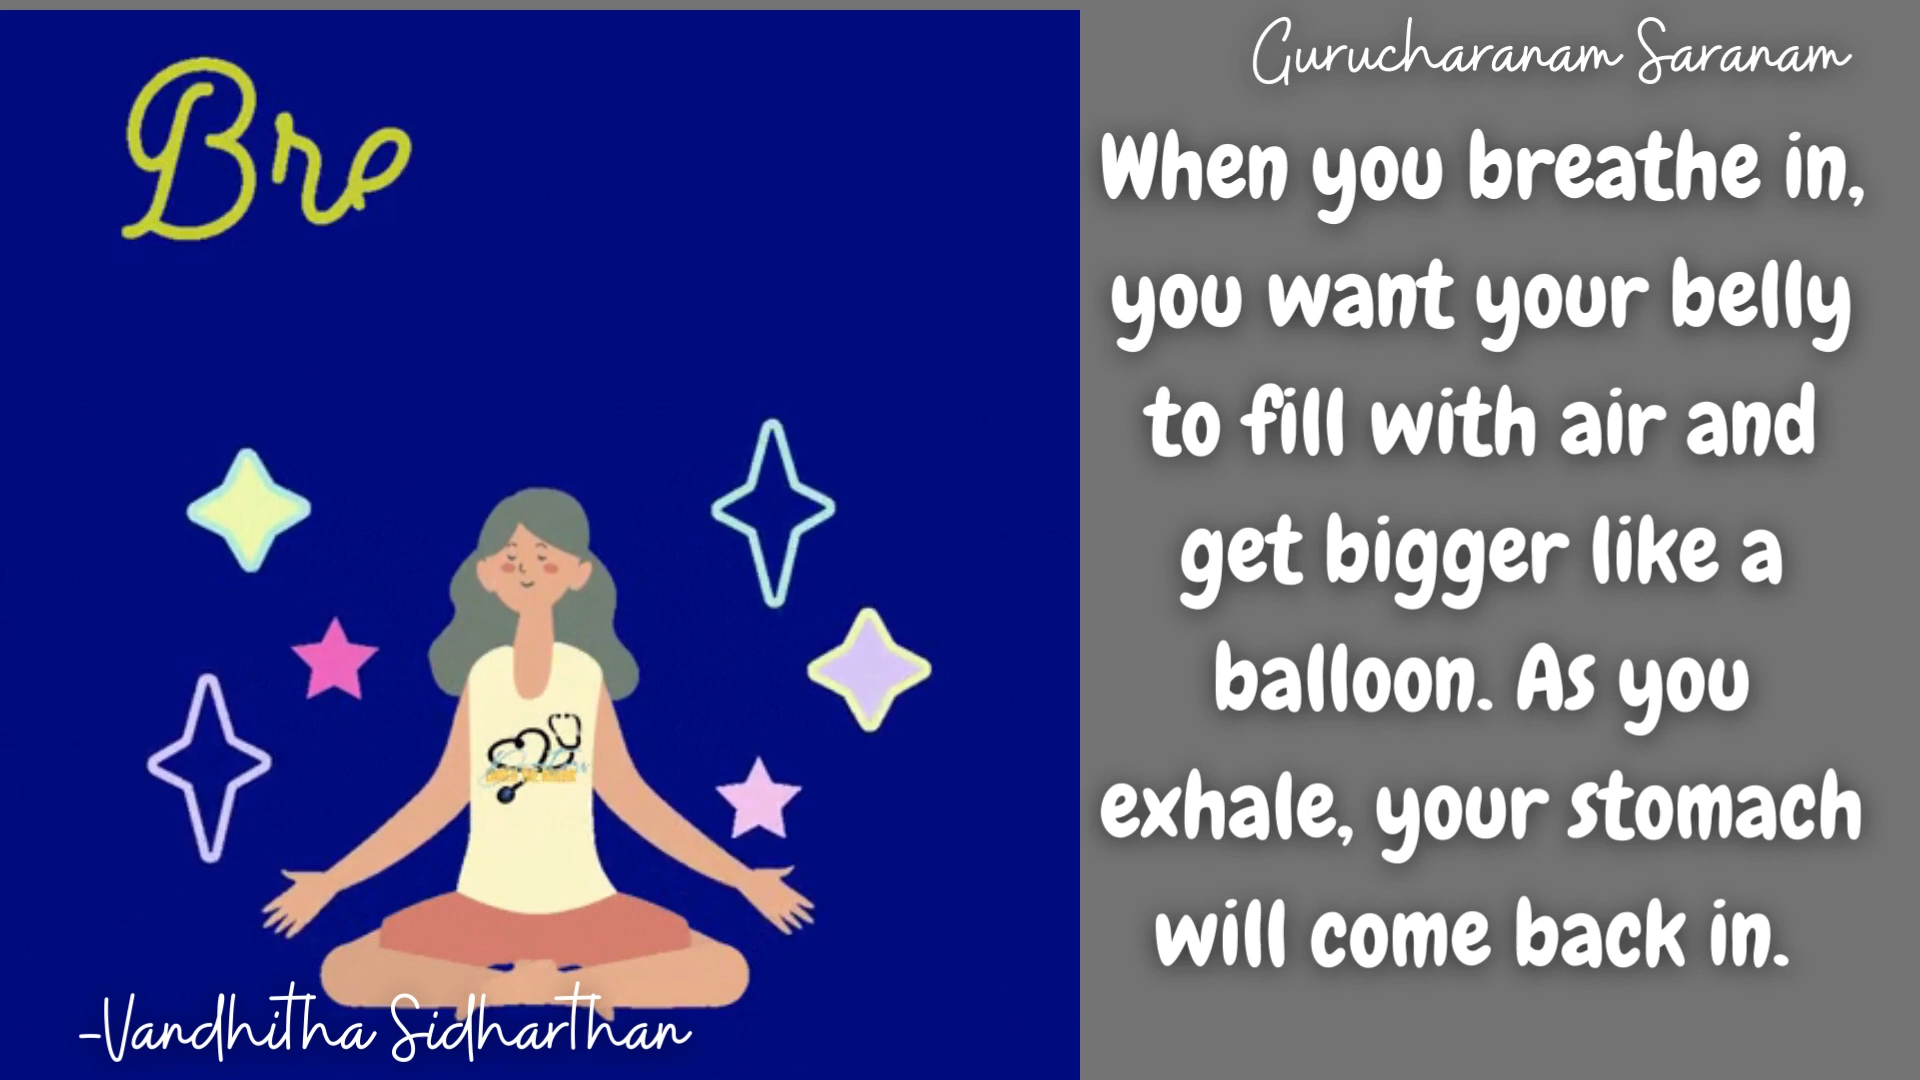 Bre
Gurucharanam Saranam
When you breathe in,
you want your belly
to fill with air and
get bigger like a
balloon. As you
exhale, your stomach
will come back in.
-Vandhitha Sidharthan